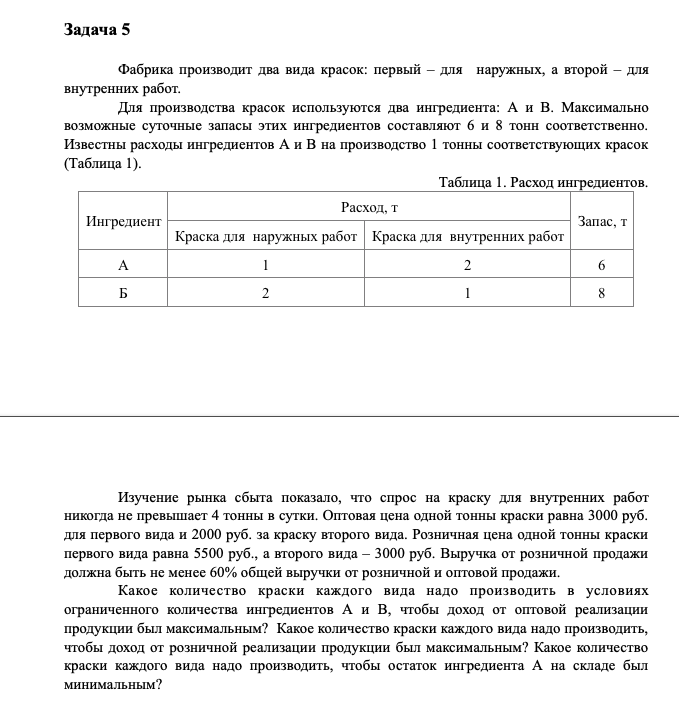 Задача 5
Фабрика производит два вида красок: первый – для наружных, а второй – для
внутренних работ.
Для производства красок используются два ингредиента: А и В. Максимально
возможные суточные запасы этих ингредиентов составляют 6 и 8 тонн соответственно.
Известны расходы ингредиентов А и В на производство 1 тонны соответствующих красок
(Таблица 1).
Таблица 1. Расход ингредиентов.
Ингредиент Расход, т Запас, т
Краска для наружных работ Краска для внутренних работ
А 1 2 6
Б 2 1 8
Изучение рынка сбыта показало, что спрос на краску для внутренних работ
никогда не превышает 4 тонны в сутки. Оптовая цена одной тонны краски равна 3000 руб.
для первого вида и 2000 руб. за краску второго вида. Розничная цена одной тонны краски
первого вида равна 5500 руб., а второго вида – 3000 руб. Выручка от розничной продажи
должна быть не менее 60% общей выручки от розничной и оптовой продажи.
Какое количество краски каждого вида надо производить в условиях
ограниченного количества ингредиентов А и В, чтобы доход от оптовой реализации
продукции был максимальным? Какое количество краски каждого вида надо производить,
чтобы доход от розничной реализации продукции был максимальным? Какое количество
краски каждого вида надо производить, чтобы остаток ингредиента А на складе был
минимальным?